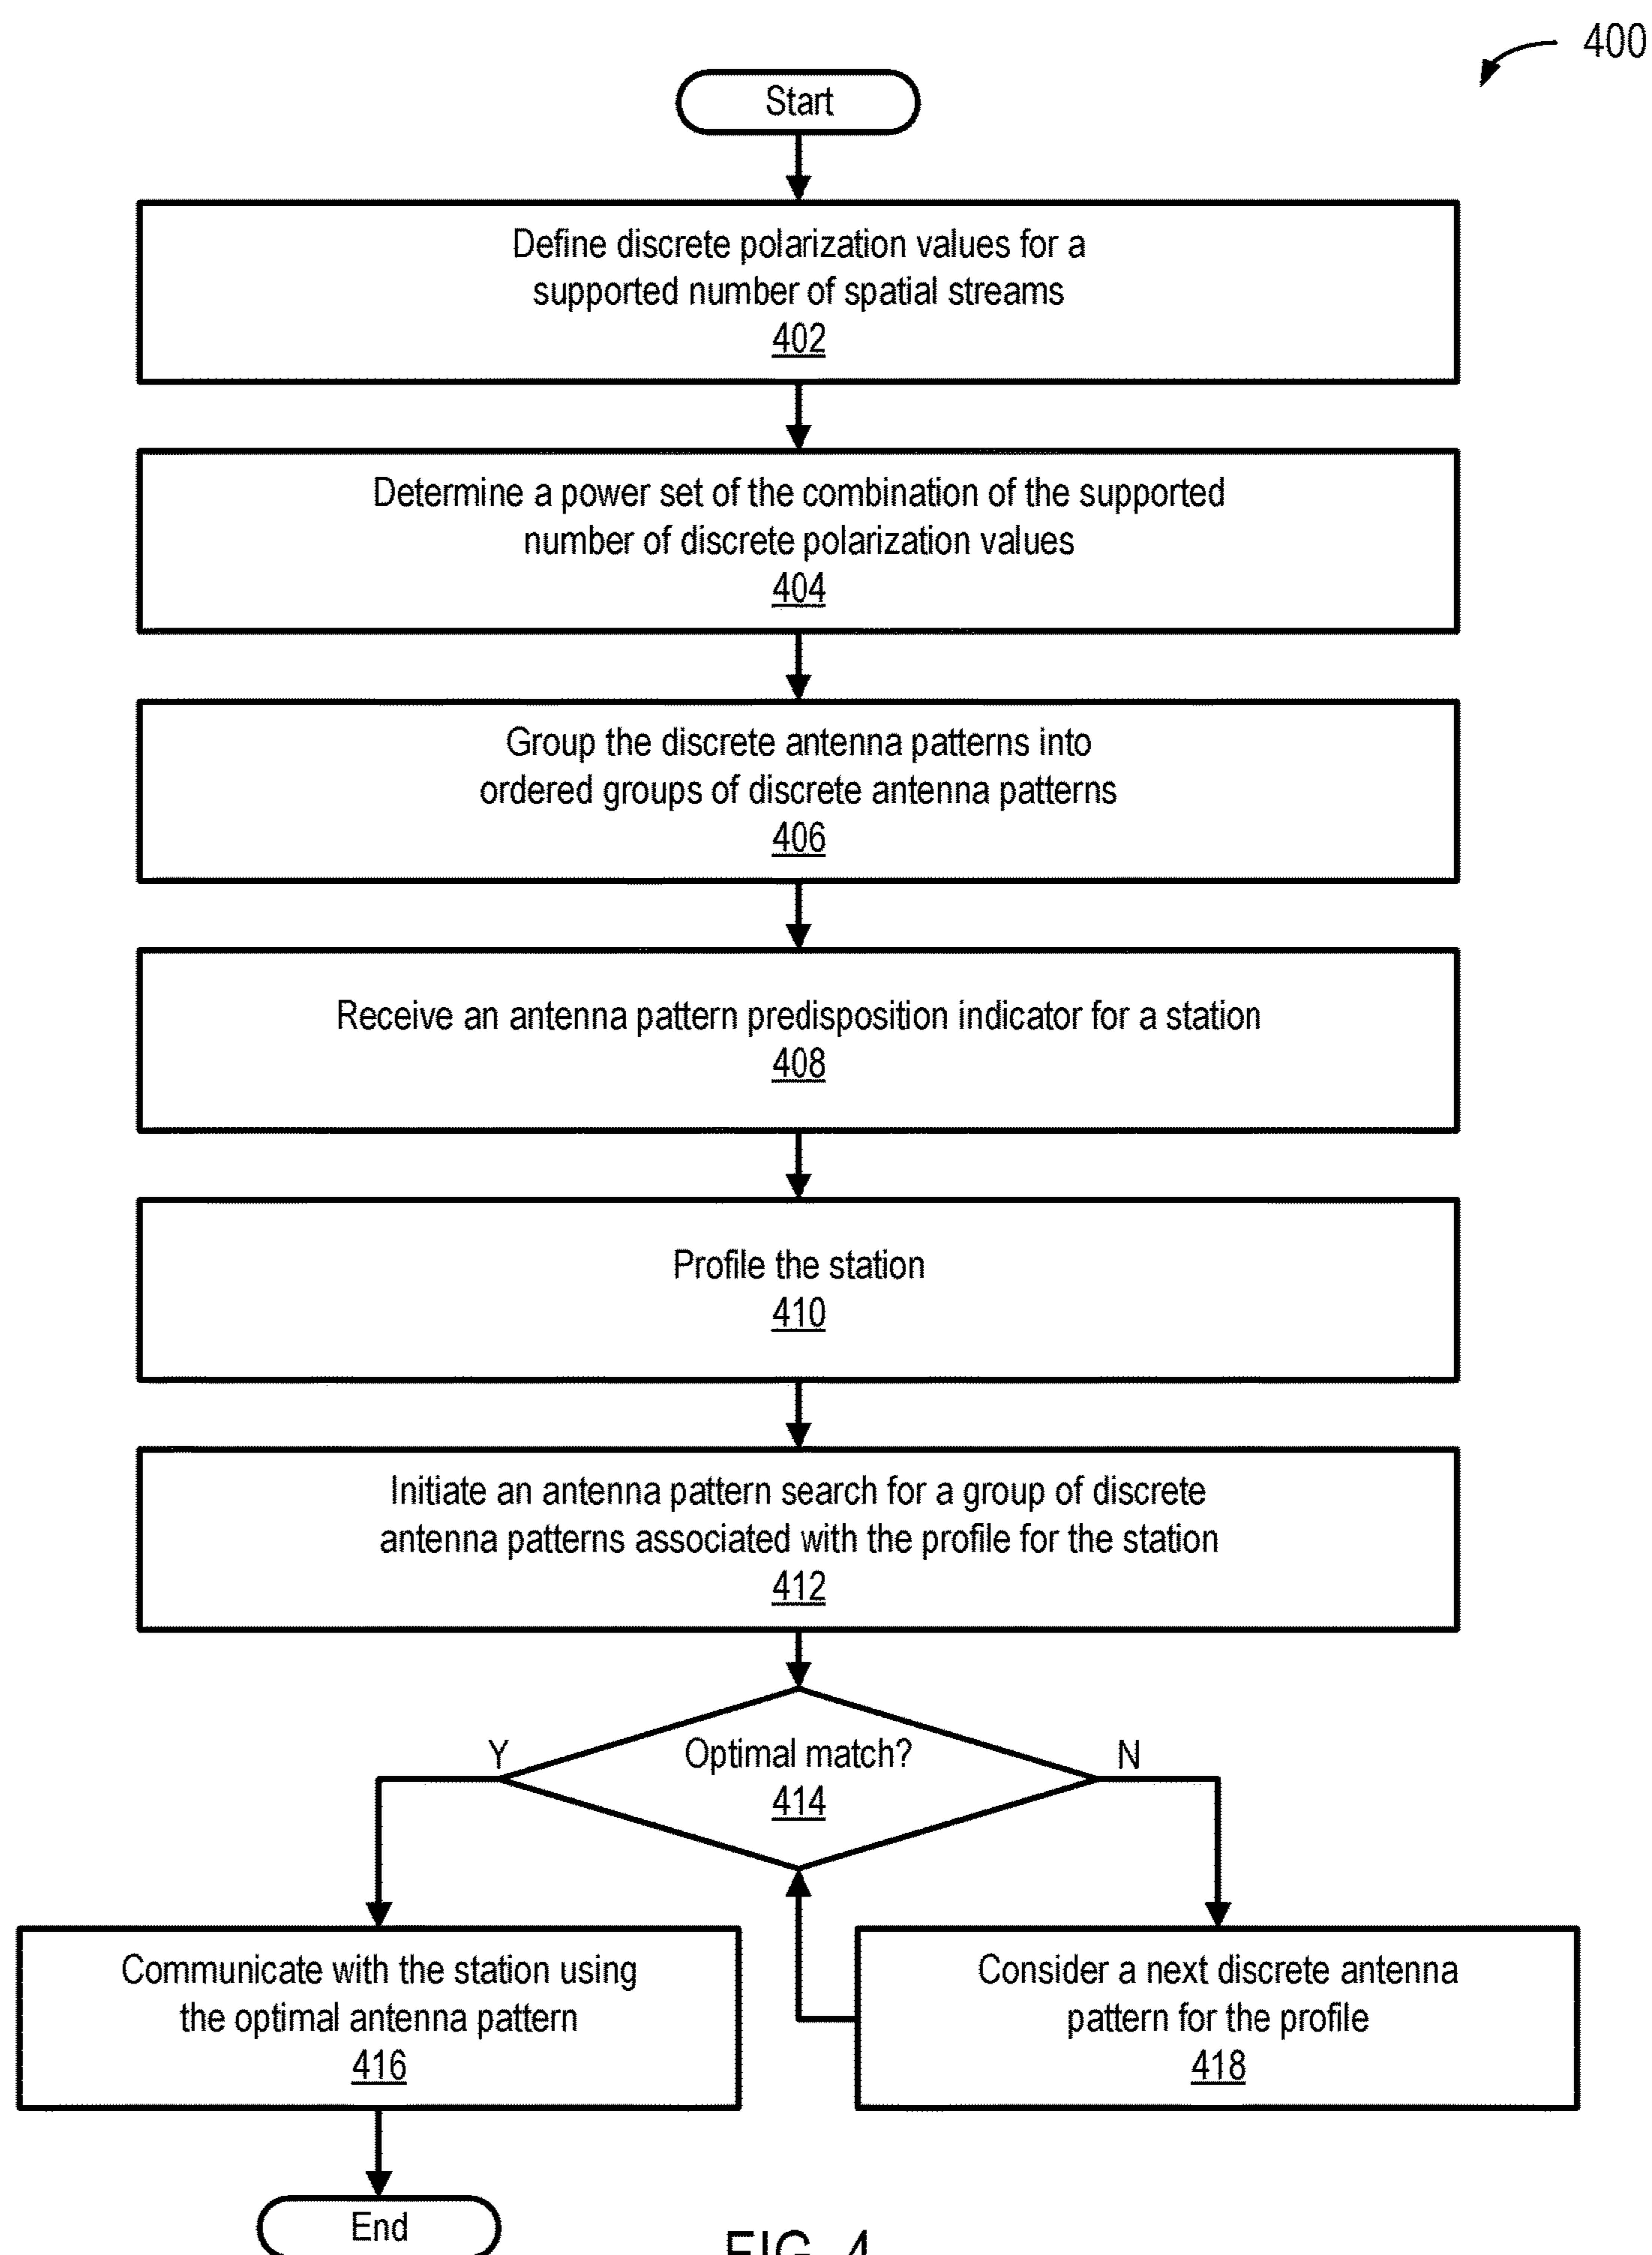 400
Start
Define discrete polarization values for a
supported number of spatial streams
402
Determine a power set of the combination of the supported
number of discrete polarization values
404
Group the discrete antenna patterns into
ordered groups of discrete antenna patterns
406
Receive an antenna pattern predisposition indicator for a station
408
Profile the station
410
Initiate an antenna pattern search for a group of discrete
antenna patterns associated with the profile for the station
412
Y
Optimal match?
N
414
Communicate with the station using
the optimal antenna pattern
416
Consider a next discrete antenna
pattern for the profile
418
End
FIG. 4